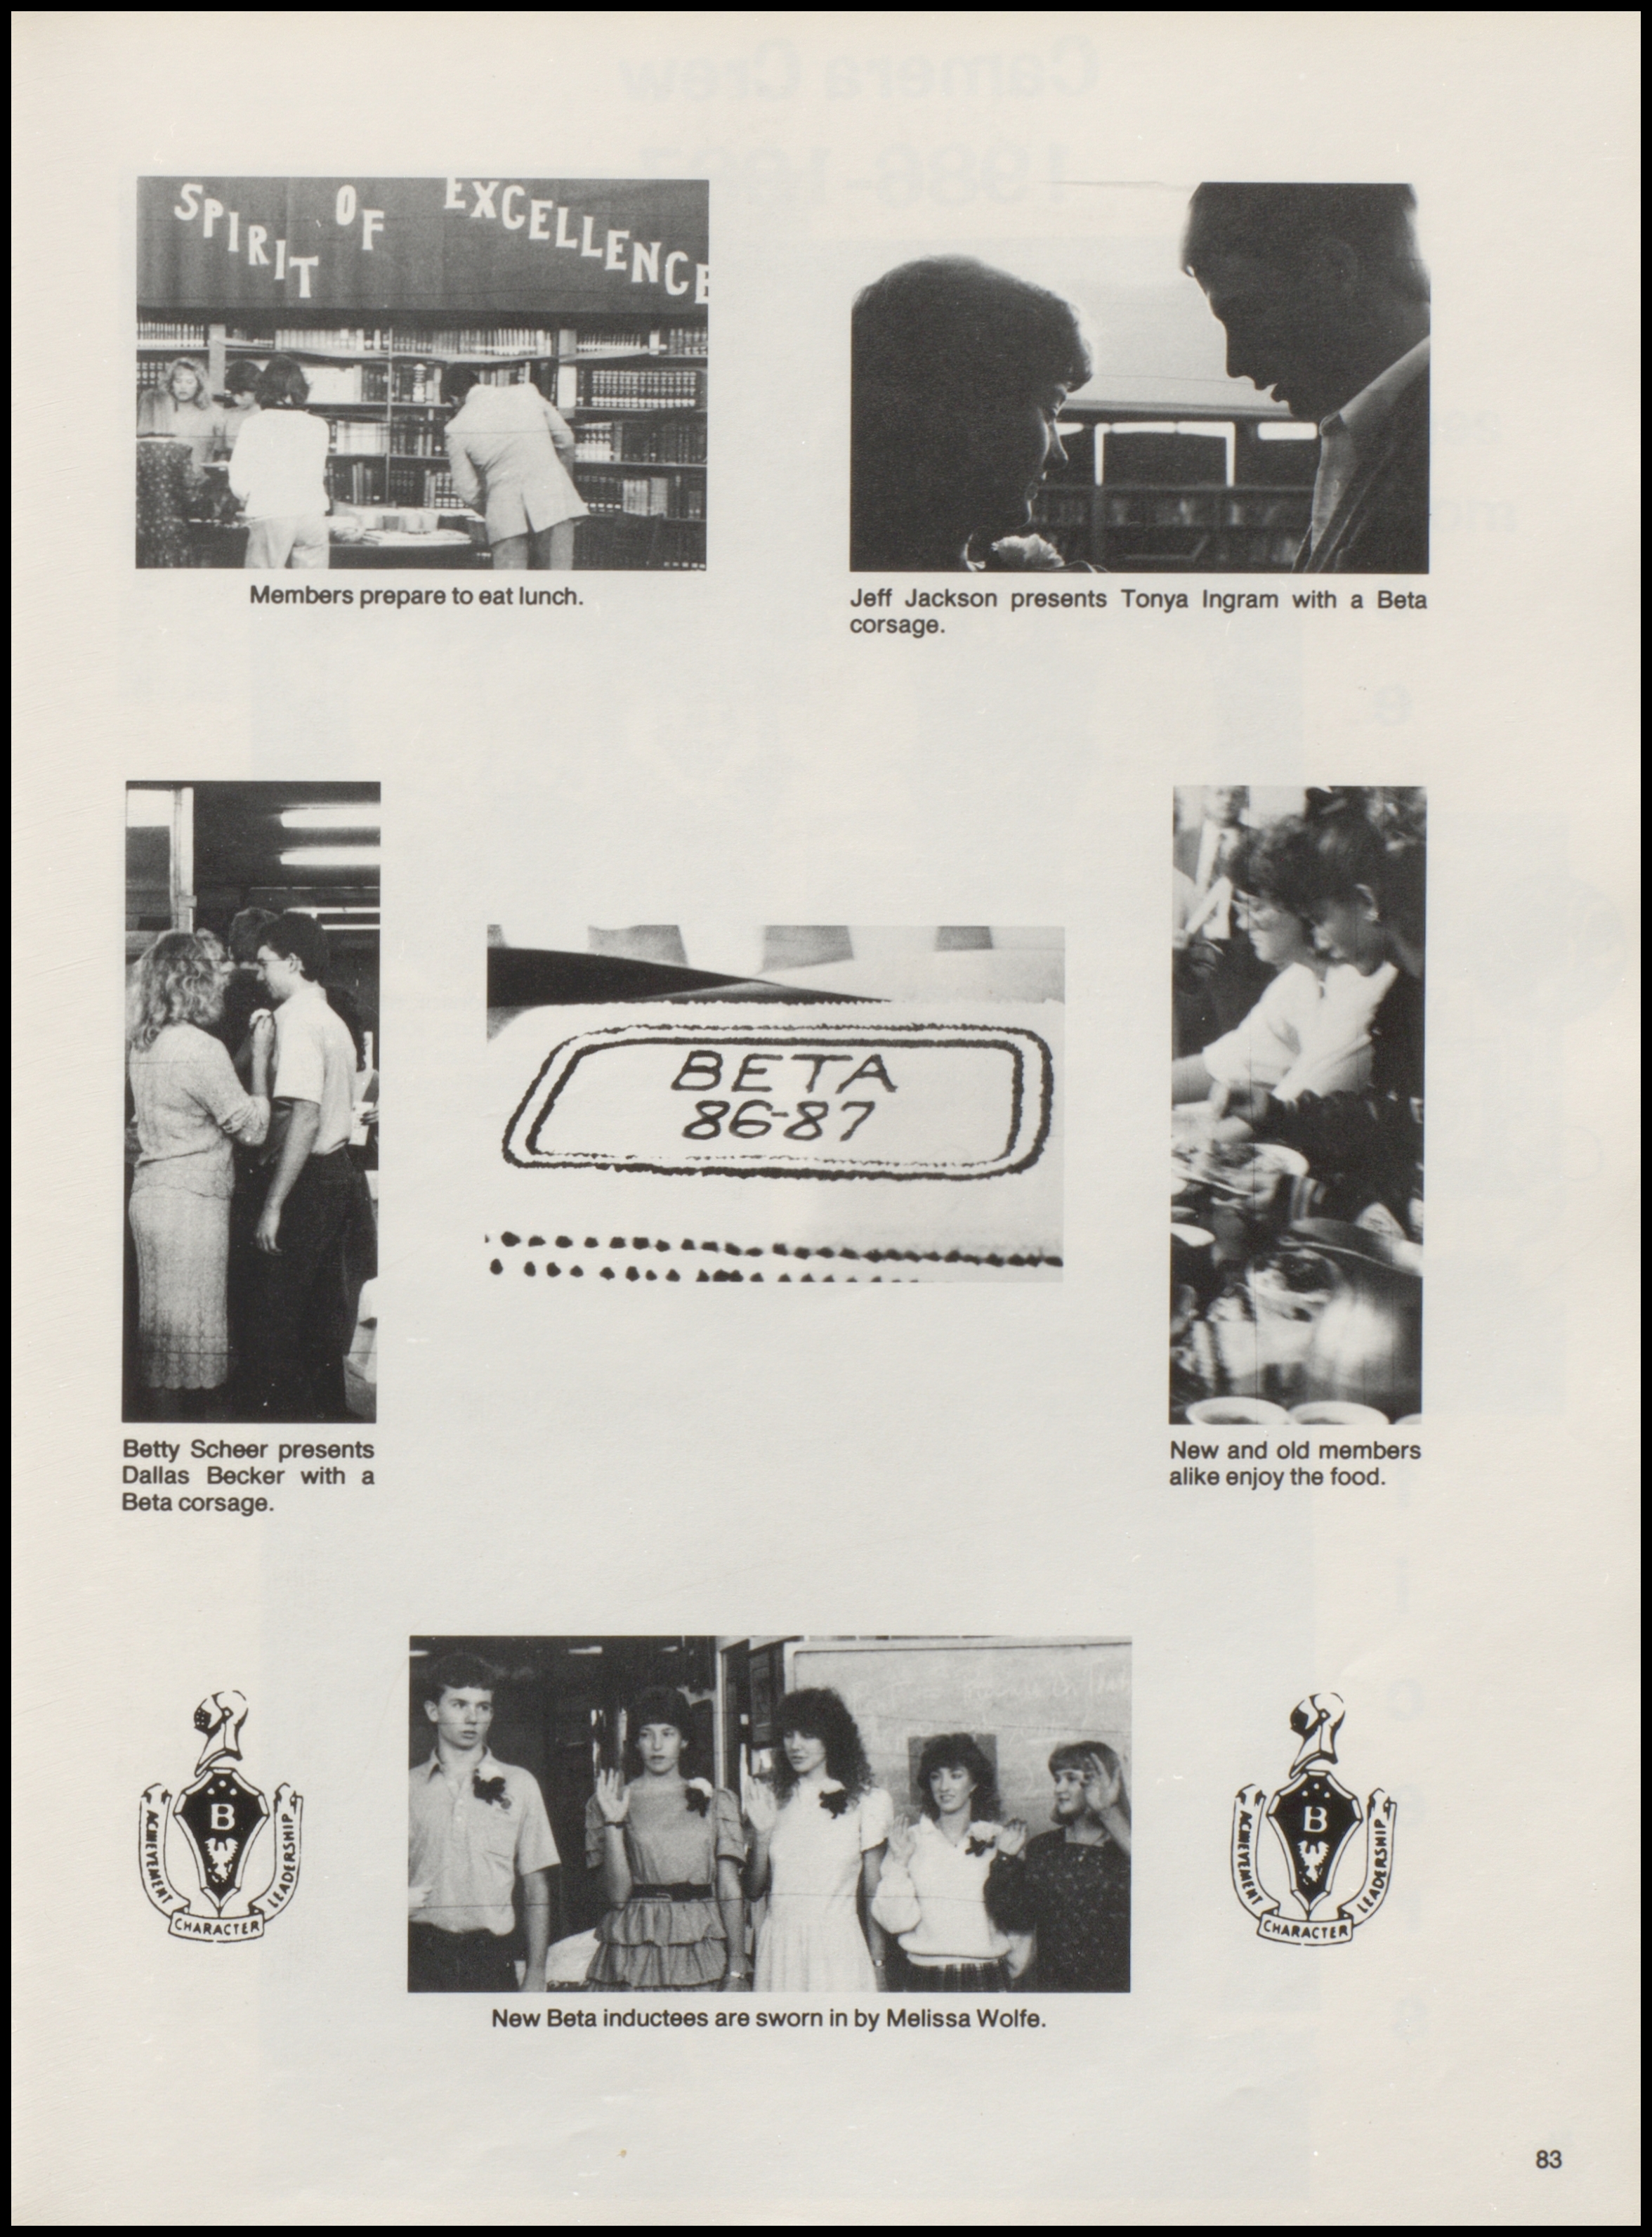 SPIRIT OF EXCELLENCE
Members prepare to eat lunch.
Jeff Jackson presents Tonya Ingram with a Beta
corsage.
BETA
86-87
Betty Scheer presents
Dallas Becker with a
Beta corsage.
New and old members
alike enjoy the food.
B
ACHIEVEMENT
CHARACTER
LEADERSHIP
B
ACHIEVEMENT
CHARACTER
LEADERSHIP
New Beta inductees are sworn in by Melissa Wolfe.
83